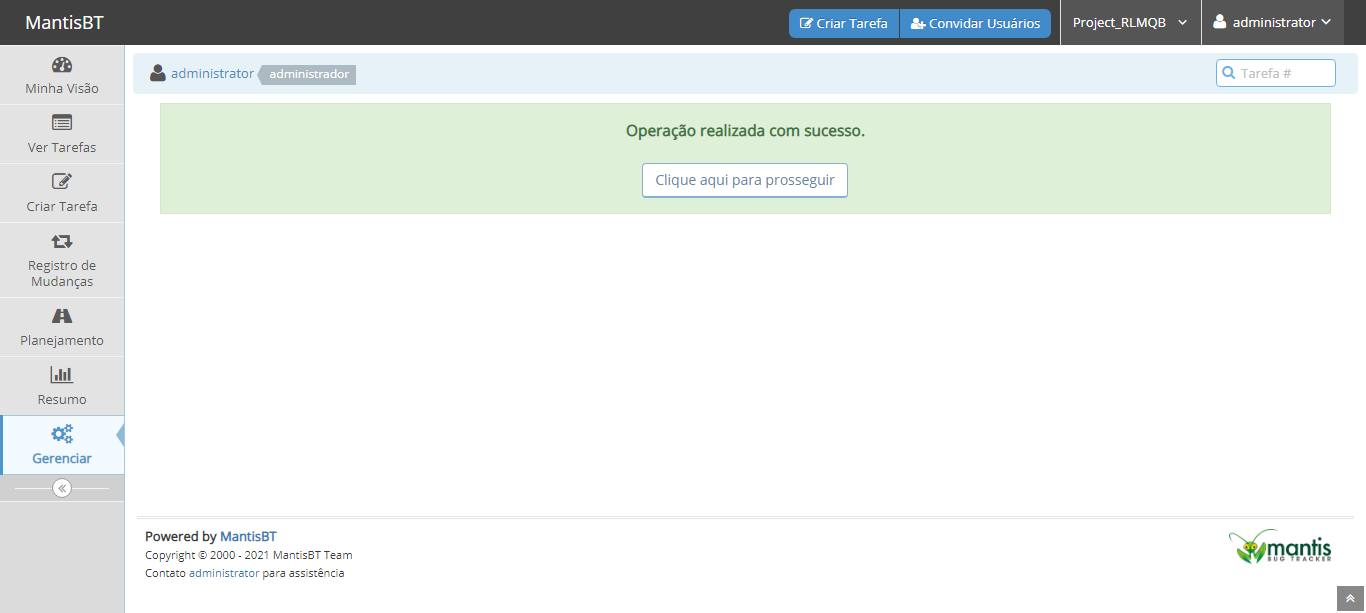 MantisBT
Criar Tarefa
Convidar Usuários
Project_RLMQB
administrator
Minha Visão
Ver Tarefas
Criar Tarefa
Registro de
Mudanças
Planejamento
Resumo
Gerenciar
administrator administrador
Tarefa #
Operação realizada com sucesso.
Clique aqui para prosseguir
Powered by MantisBT
Copyright © 2000 - 2021 MantisBT Team
Contato administrator para assistência
mantis
BUG TRACKER